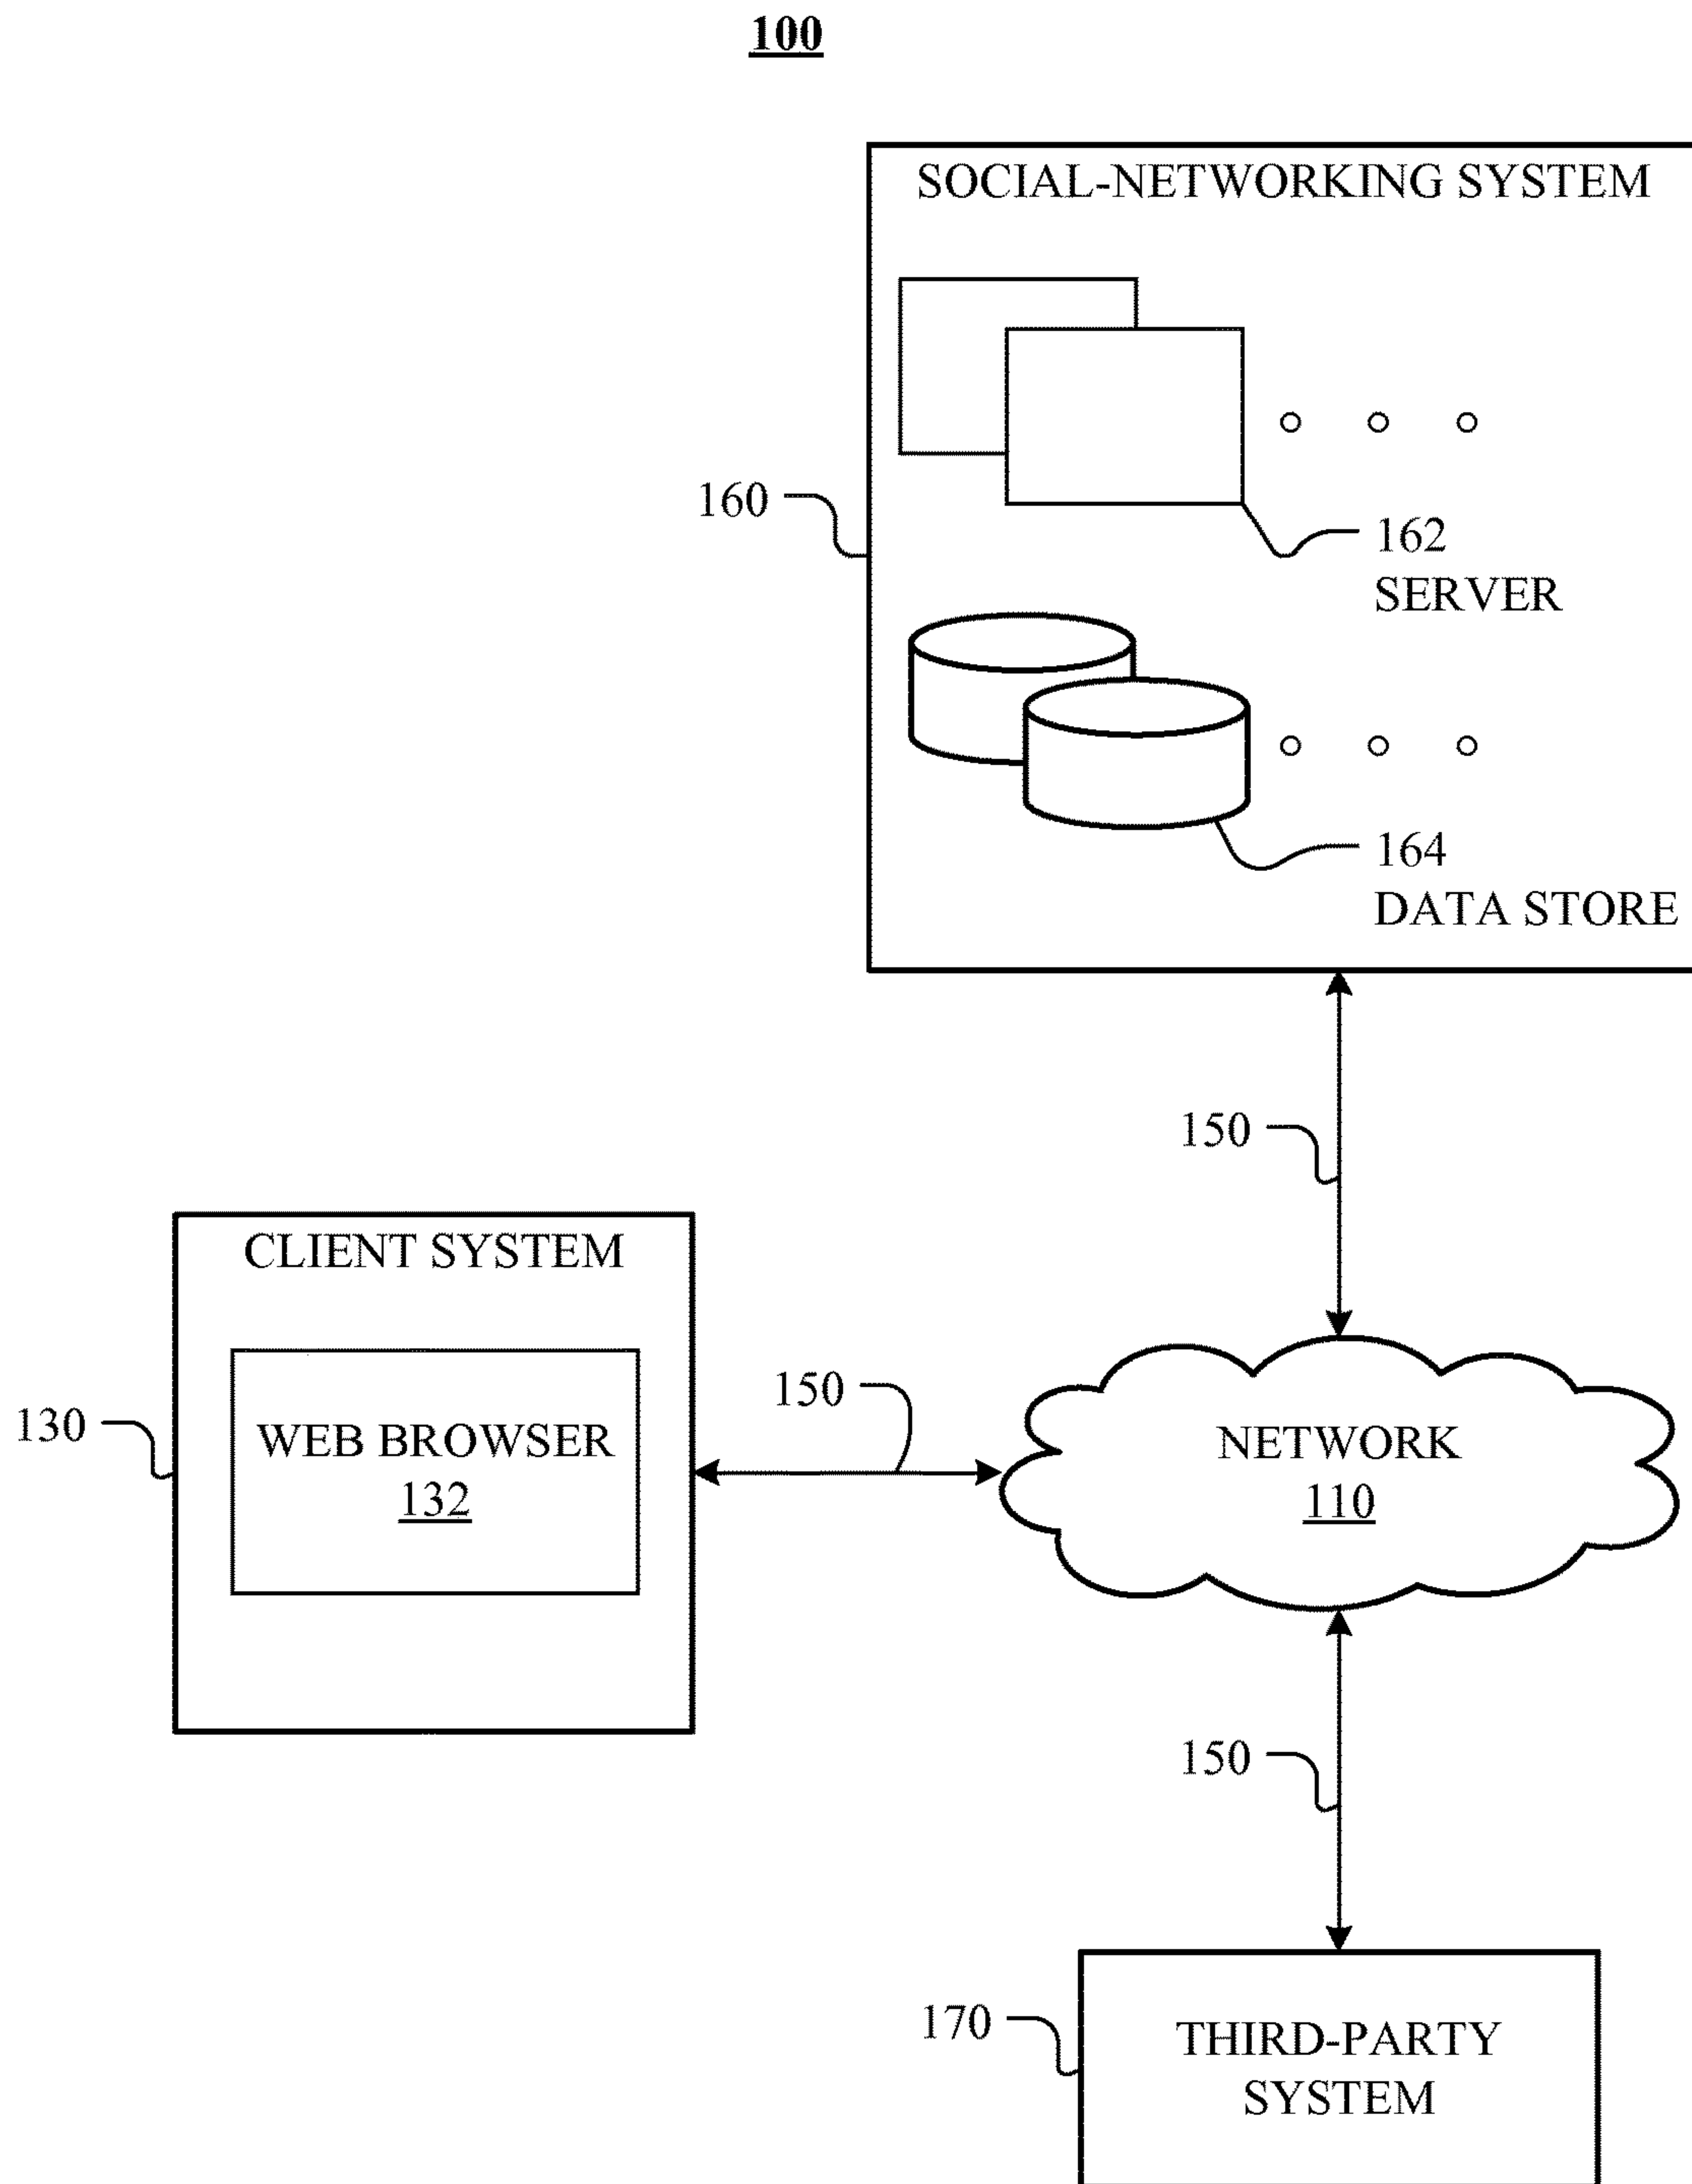 100
SOCIAL-NETWORKING SYSTEM
160
162
SERVER
164
DATA STORE
150
CLIENT SYSTEM
130
WEB BROWSER
132
150
NETWORK
110
150
170
THIRD-PARTY
SYSTEM